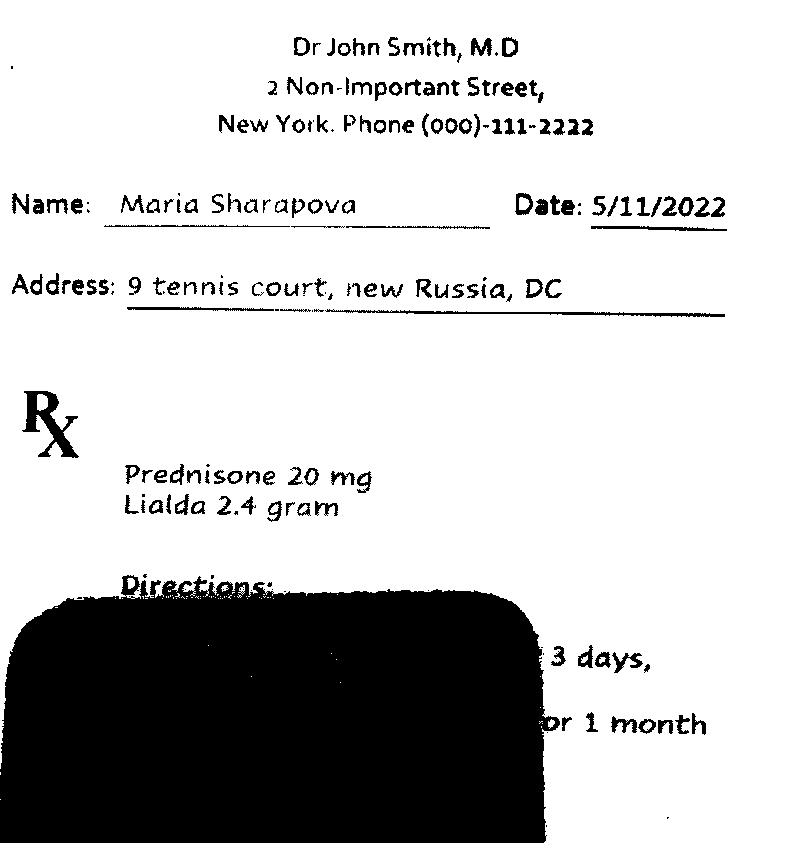 Dr John Smith, M.D
2 Non-Important Street,
New York. Phone (000)-111-2222
Name: Maria Sharapova Date: 5/11/2022
Address: 9 tennis court, new Russia, DC
Rx
Prednisone 20 mg
Lialda 2.4 gram
Directions:
3 days,
or 1 month